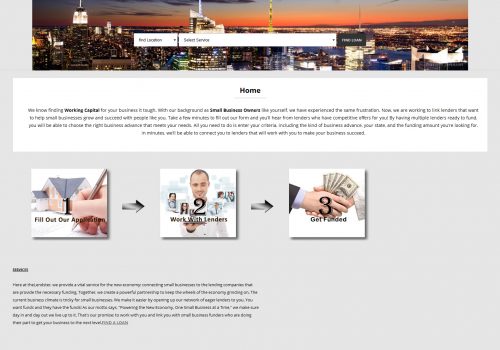 Find Location
Select Service
FIND LOAN
Home
We know finding Working Capital for your business it tough. With our background as Small Business Owners like yourself, we have experienced the same frustration. Now, we are working to link lenders that want
to help small businesses grow and succeed with people like you. Take a few minutes to fill out our form and you'll hear from lenders who have competitive offers for you! By having multiple lenders ready to fund,
you will be able to choose the right business advance that meets your needs. All you need to do is enter your criteria, including the kind of business advance, your state, and the funding amount you're looking for.
In minutes, we'll be able to connect you to lenders that will work with you to make your business succeed.
1
Fill Out Our Application
2
Work With Lenders
3
Get Funded
SERVICES
Here at theLendster, we provide a vital service for the new economy: connecting small businesses to the lending companies that
are provide the necessary funding. Together, we create a powerful partnership to keep the wheels of the economy grinding on. The
current business climate is tricky for small businesses. We make it easier by opening up our network of eager lenders to you. You
want funds and they have the funds! As our motto says: "Powering the New Economy, One Small Business at a Time," we make sure
day in and day out we live up to it. That's our promise to work with you and link you with small business funders who are doing
their part to get your business to the next level.FIND A LOAN